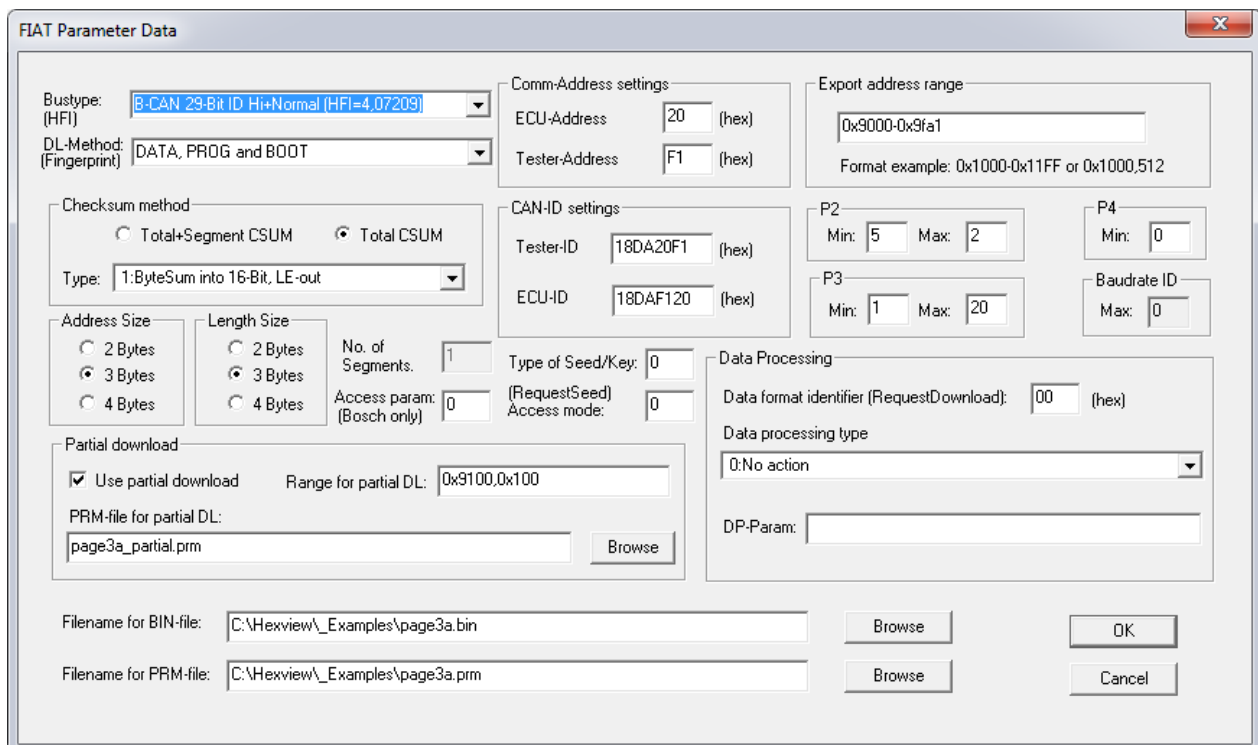 FIAT Parameter Data
Bustype:
(HFI)
B-CAN 29-Bit ID Hi+Normal (HFI=4,07209)
DL-Method:
(Fingerprint)
DATA, PROG and BOOT
Comm-Address settings
ECU-Address 20 (hex)
Tester-Address F1 (hex)
Export address range
0x9000-0x9fa1
Format example: 0x1000-0x11FF or 0x1000,512
Checksum method
Total+Segment CSUM Total CSUM
Type: 1:ByteSum into 16-Bit, LE-out
CAN-ID settings
Tester-ID 18DA20F1 (hex)
ECU-ID 18DAF120 (hex)
P2
Min: 5 Max: 2
P4
Min: 0
P3
Min: 1 Max: 20
Baudrate ID
Max: 0
Address Size
2 Bytes
3 Bytes
4 Bytes
Length Size
2 Bytes
3 Bytes
4 Bytes
No. of
Segments.
1
Access param:
(Bosch only)
0
Type of Seed/Key: 0
(RequestSeed)
Access mode:
0
Data Processing
Data format identifier (RequestDownload): 00 (hex)
Data processing type
0:No action
DP-Param:
Partial download
Use partial download Range for partial DL: 0x9100,0x100
PRM-file for partial DL:
page3a_partial.prm Browse
Filename for BIN-file: C:\Hexview\_Examples\page3a.bin Browse OK
Filename for PRM-file: C:\Hexview\_Examples\page3a.prm Browse Cancel